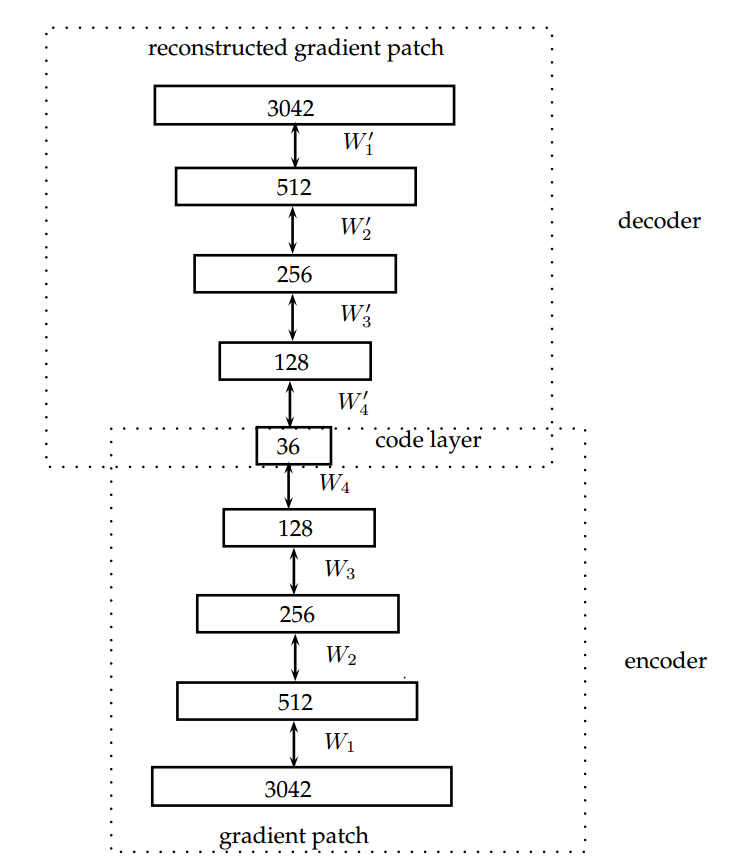 reconstructed gradient patch
3042
W′₁
512
W′₂
decoder
256
W′₃
128
W′₄
36
code layer
W₄
128
W₃
256
W₂
encoder
512
W₁
3042
gradient patch